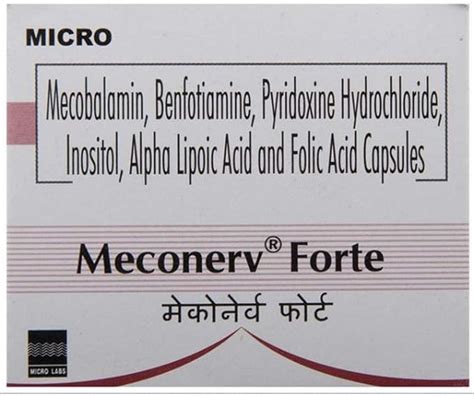 MICRO
Mecobalamin, Benfotiamine, Pyridoxine Hydrochloride,
Inositol, Alpha Lipoic Acid and Folic Acid Capsules
Meconerv® Forte
मेकोनेर्व फोर्ट
MICRO LABS